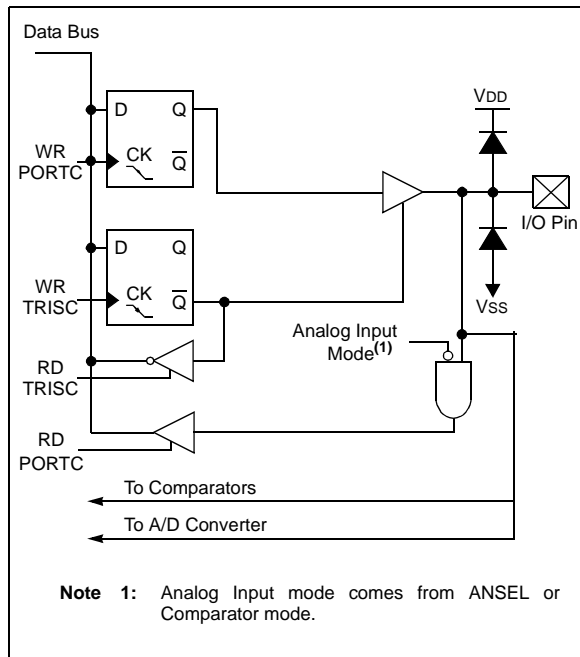 Data Bus
D Q
WR
PORTC
CK Q
VDD
I/O Pin
D Q
WR
TRISC
CK Q
VSS
Analog Input
Mode(1)
RD
TRISC
RD
PORTC
To Comparators
To A/D Converter
Note 1: Analog Input mode comes from ANSEL or
Comparator mode.